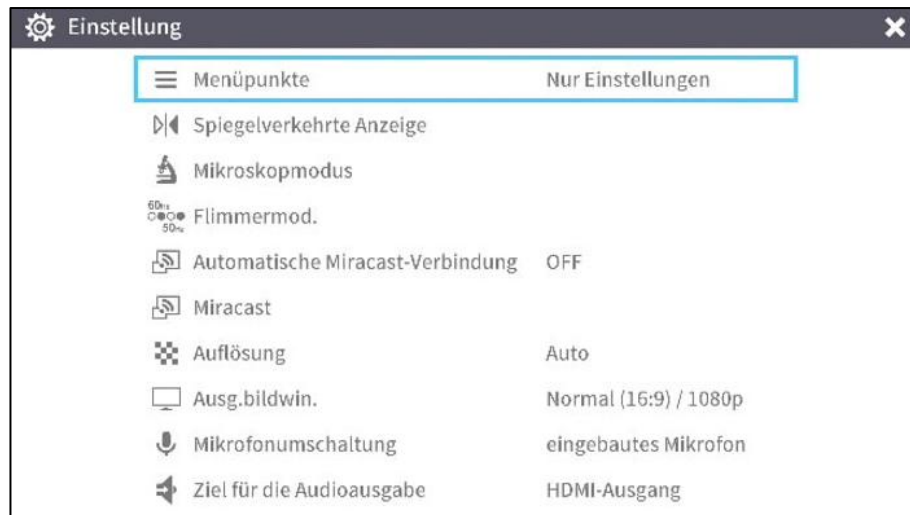 Einstellung
Menüpunkte Nur Einstellungen
Spiegelverkehrte Anzeige
Mikroskopmodus
60Hz
50Hz
Flimmermod.
Automatische Miracast-Verbindung OFF
Miracast
Auflösung Auto
Ausg.bildwin. Normal (16:9) / 1080p
Mikrofonumschaltung eingebautes Mikrofon
Ziel für die Audioausgabe HDMI-Ausgang